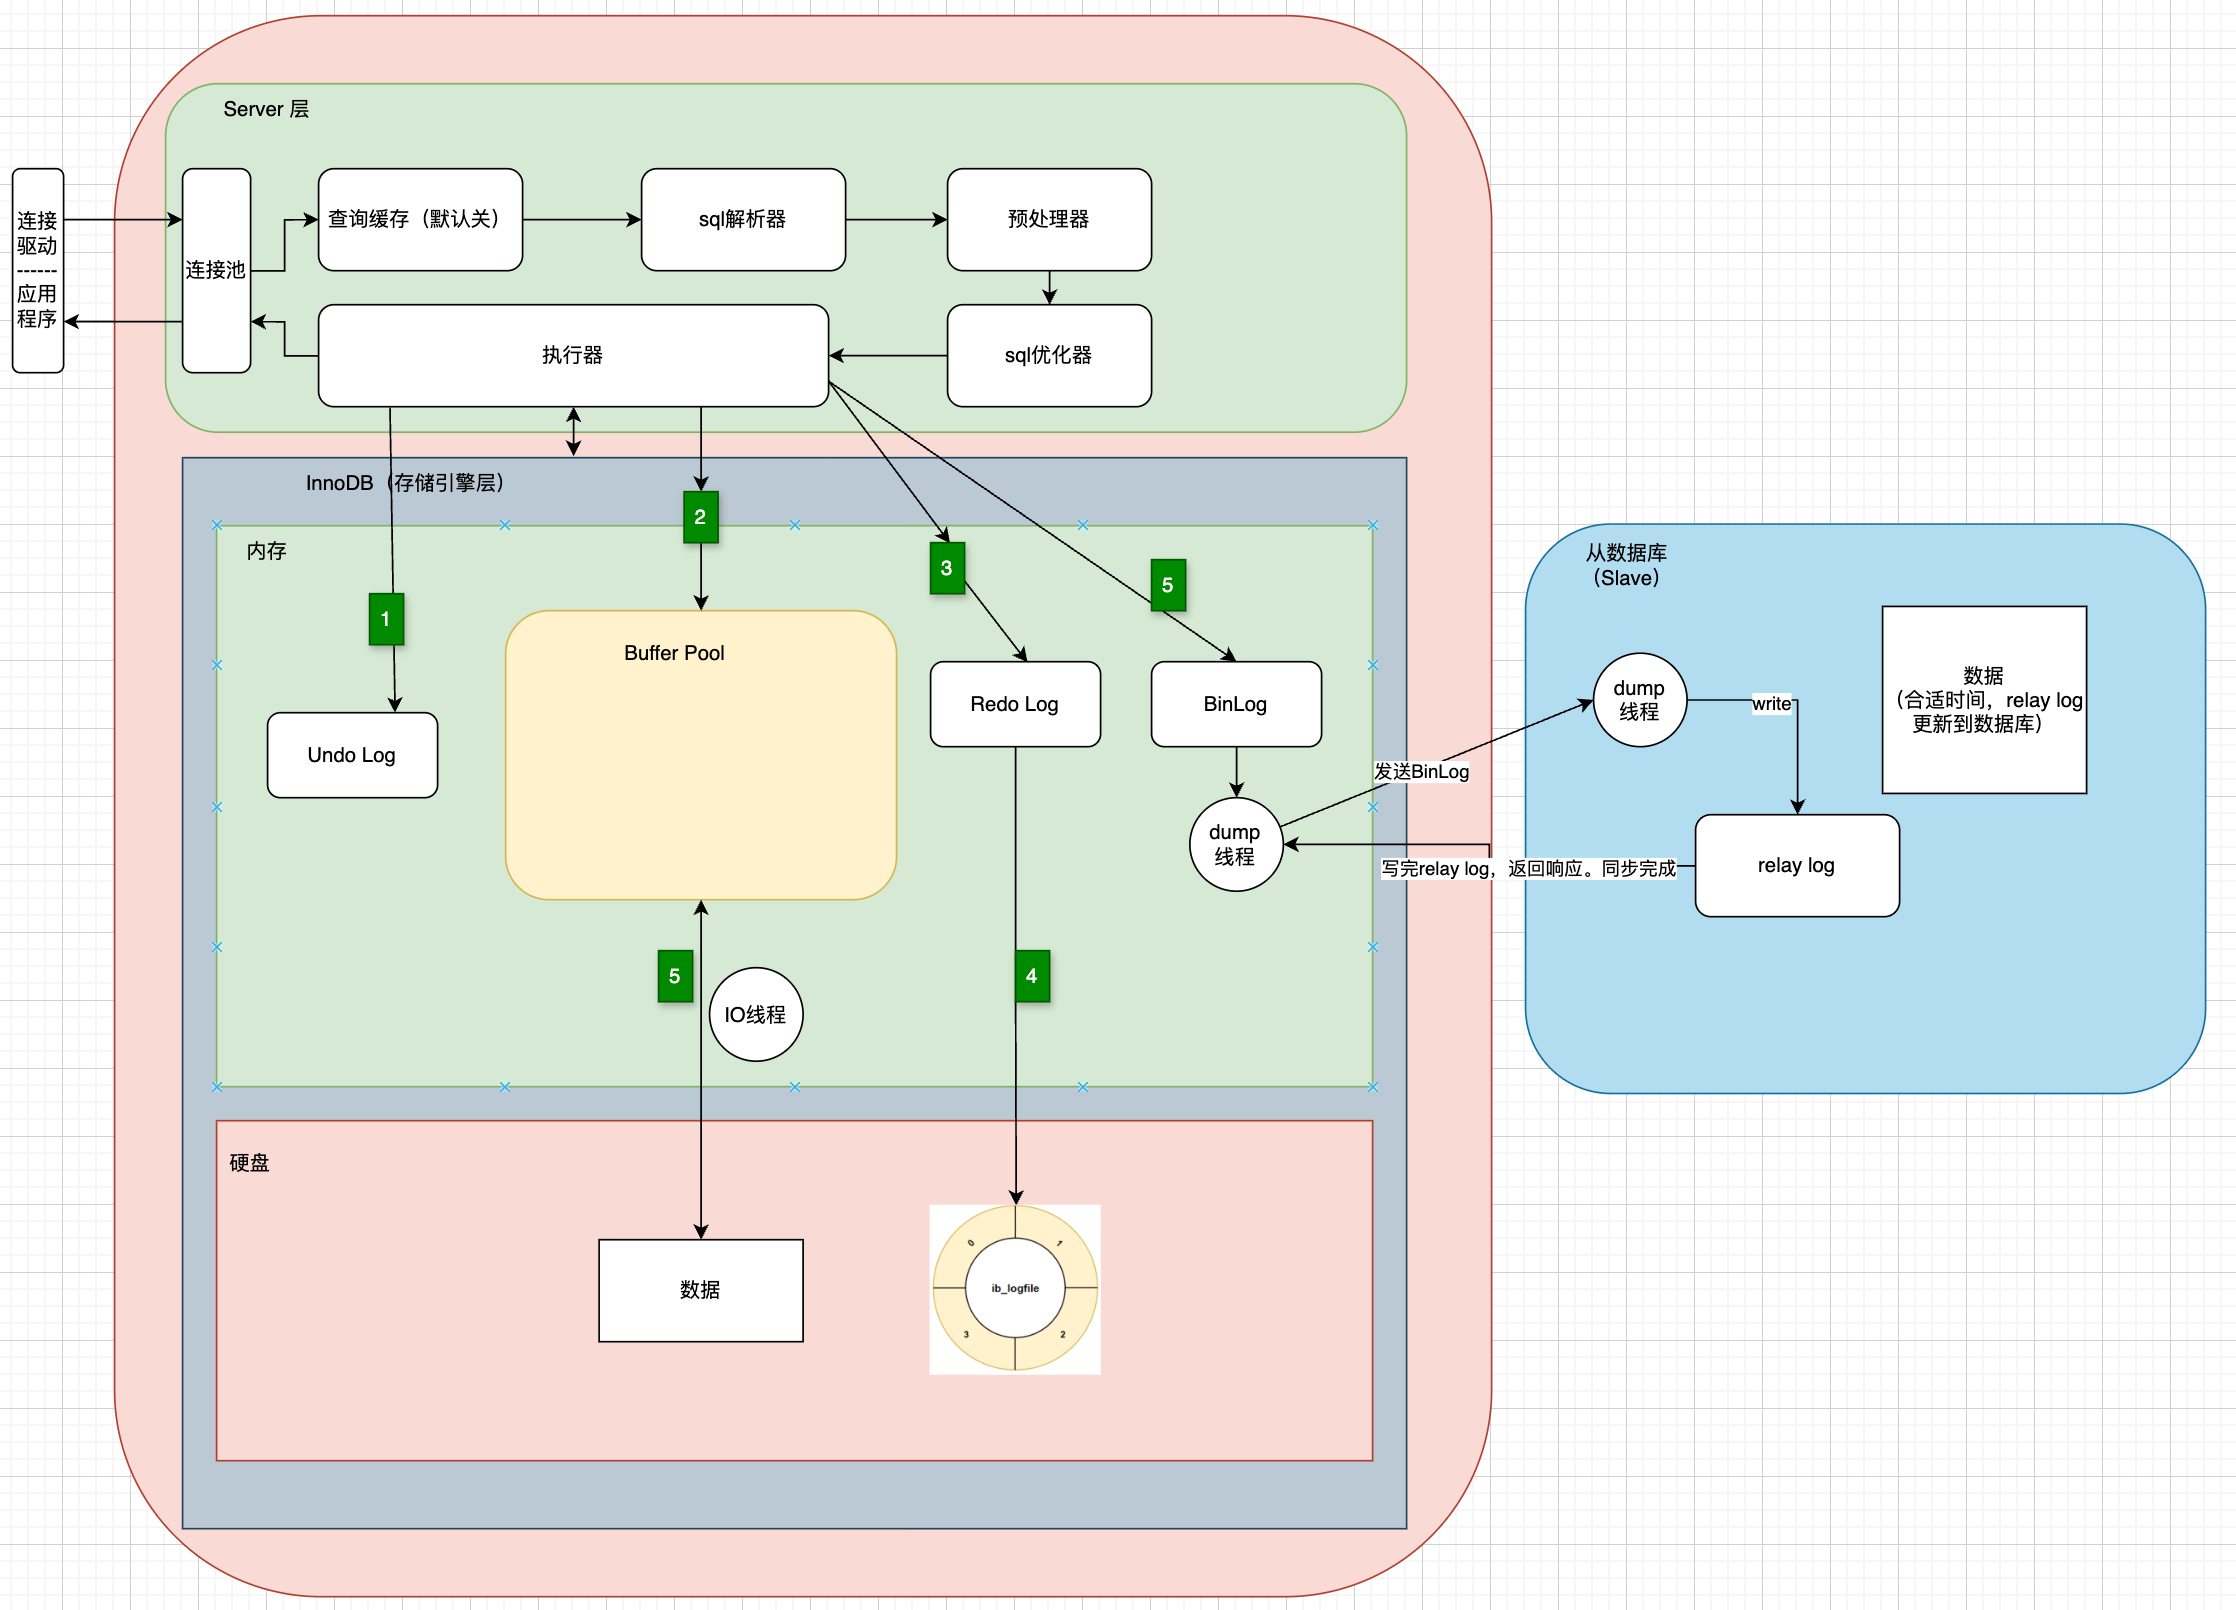 Server 层
连接
驱动
------
应用
程序
连接池
查询缓存（默认关）
sql解析器
预处理器
执行器
sql优化器
InnoDB（存储引擎层）
内存
2
3
5
1
Buffer Pool
Undo Log
Redo Log
BinLog
dump
线程
5
IO线程
4
硬盘
数据
0
1
ib_logfile
3
2
发送BinLog
写完relay log，返回响应。同步完成
从数据库
（Slave）
dump
线程
write
数据
（合适时间，relay log
更新到数据库）
relay log